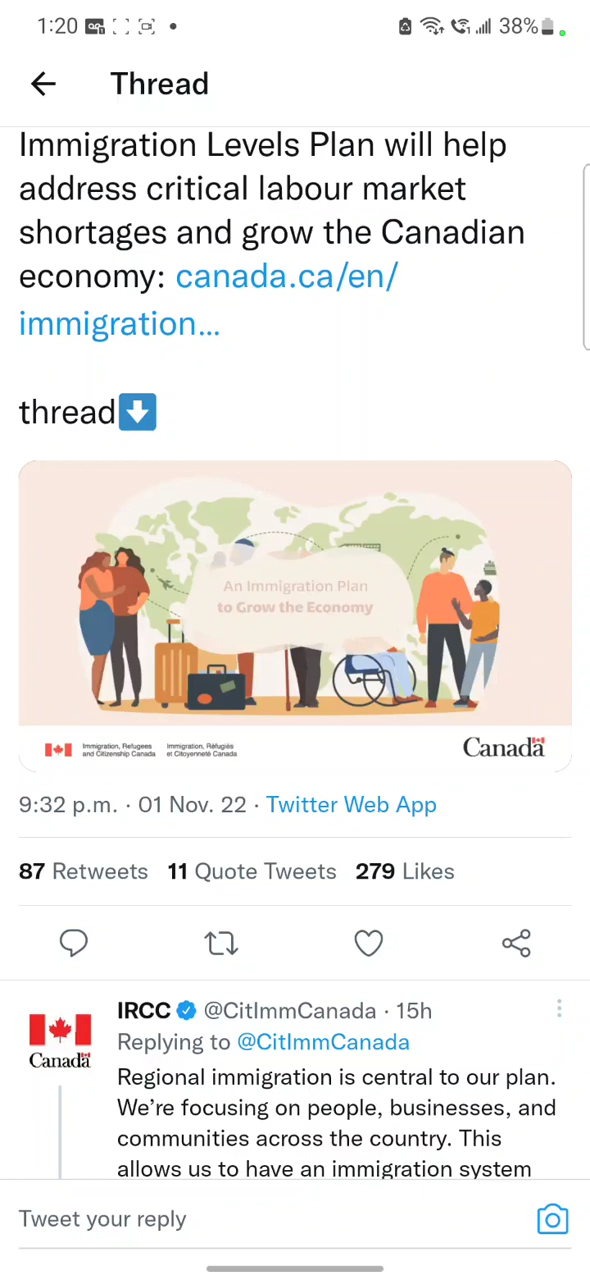 1:20
38%
Thread
Immigration Levels Plan will help
address critical labour market
shortages and grow the Canadian
economy: canada.ca/en/
immigration...
thread
An Immigration Plan
to Grow the Economy
Immigration, Refugees
and Citizenship Canada
Immigration, Réfugiés
et Citoyenneté Canada
Canada
9:32 p.m. · 01 Nov. 22 · Twitter Web App
87 Retweets 11 Quote Tweets 279 Likes
IRCC @CitImmCanada · 15h
Canada
Replying to @CitImmCanada
Regional immigration is central to our plan.
We're focusing on people, businesses, and
communities across the country. This
allows us to have an immigration system
Tweet your reply